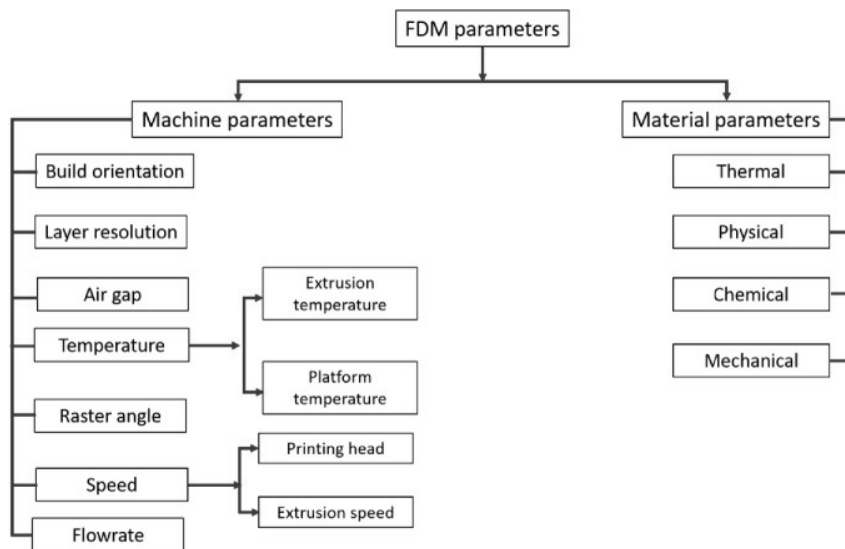 FDM parameters
Machine parameters
Material parameters
Build orientation
Thermal
Layer resolution
Physical
Air gap
Extrusion
temperature
Chemical
Temperature
Platform
temperature
Mechanical
Raster angle
Printing head
Speed
Extrusion speed
Flowrate